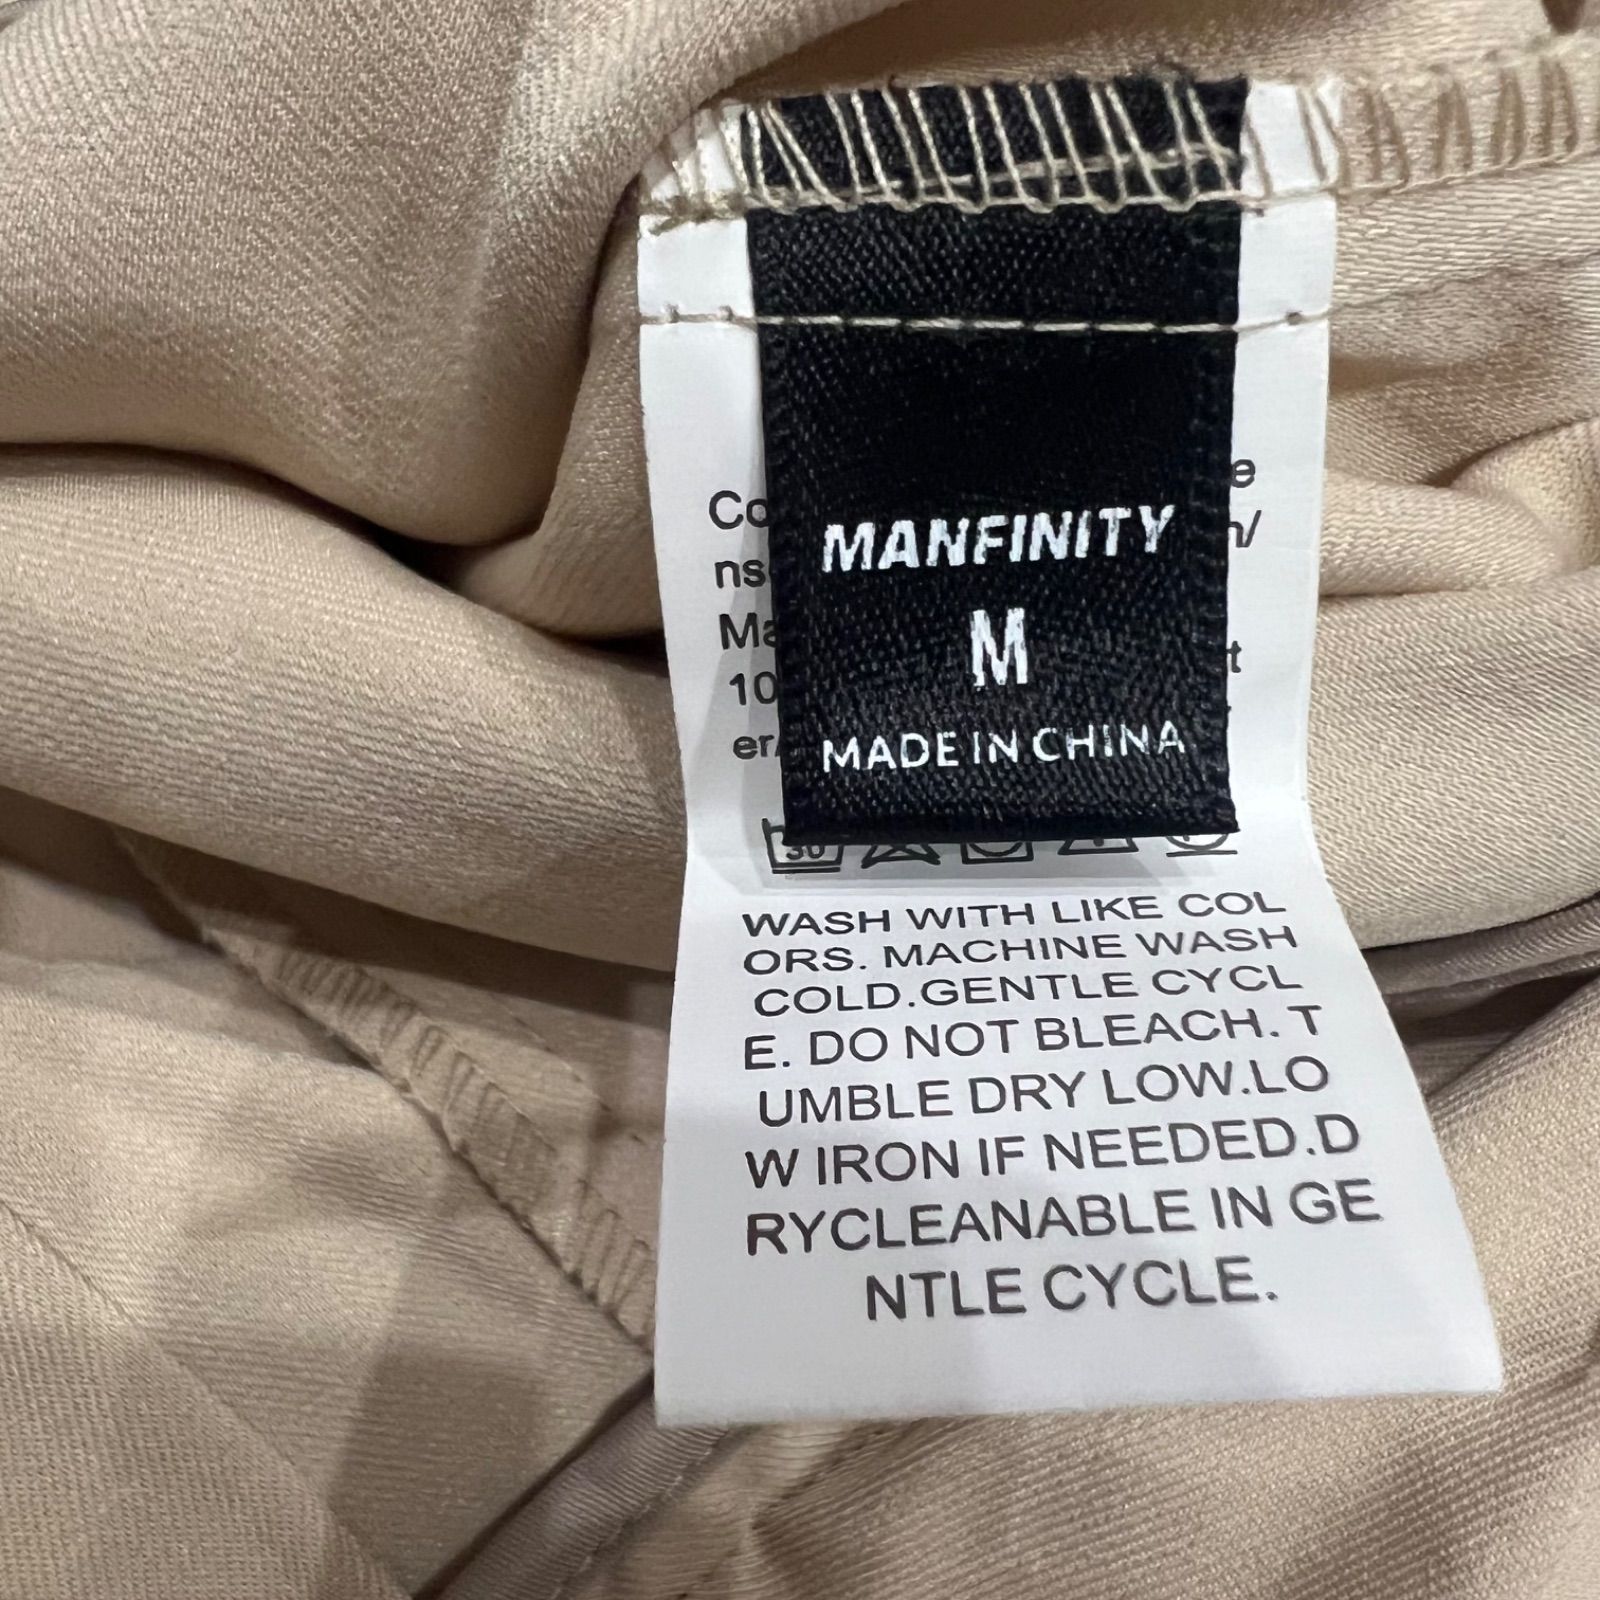 MANFINITY
M
MADE IN CHINA
30
WASH WITH LIKE COL
ORS. MACHINE WASH
COLD.GENTLE CYCL
E. DO NOT BLEACH. T
UMBLE DRY LOW.LO
W IRON IF NEEDED.D
RYCLEANABLE IN GE
NTLE CYCLE.